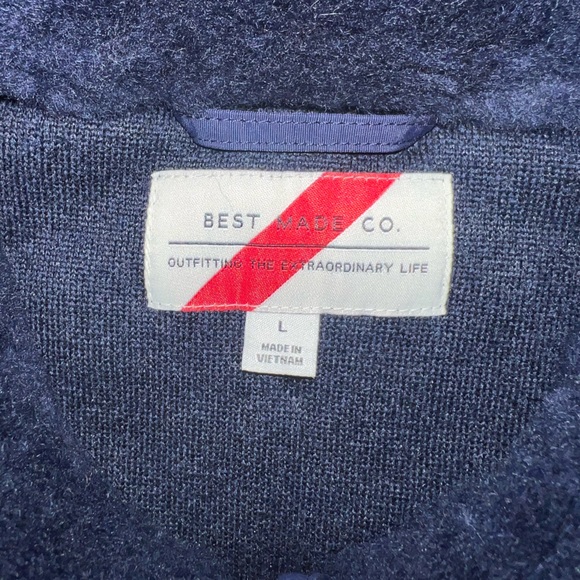 BEST MADE CO.
OUTFITTING THE EXTRAORDINARY LIFE
L
MADE IN
VIETNAM